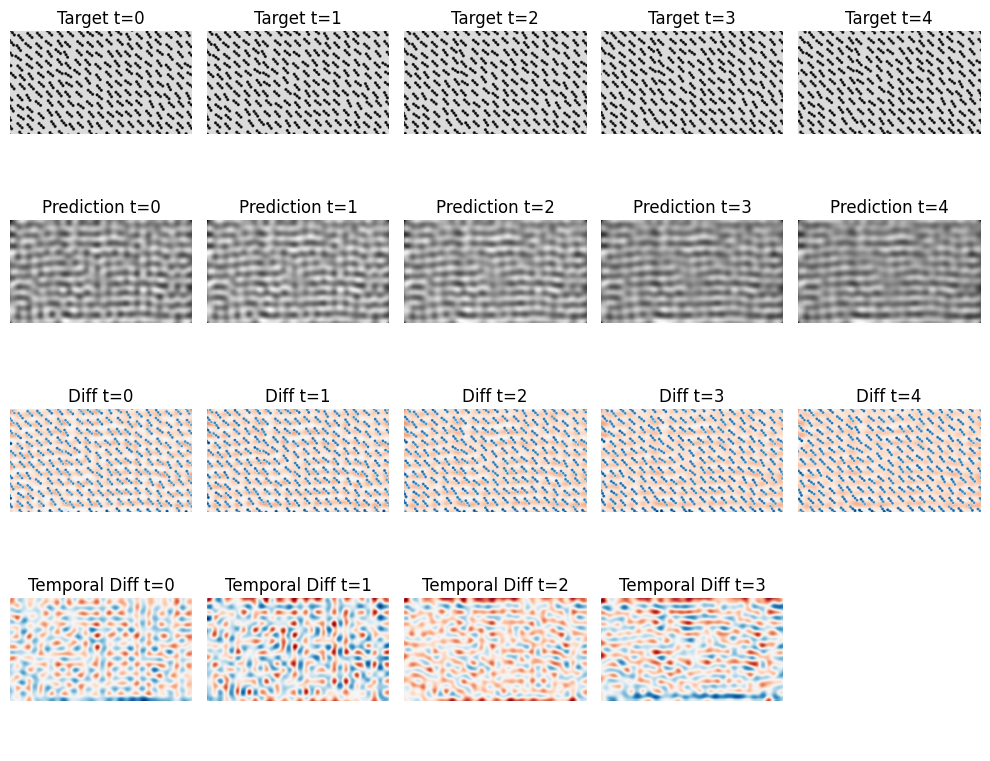 Target t=0 Target t=1 Target t=2 Target t=3 Target t=4
Prediction t=0 Prediction t=1 Prediction t=2 Prediction t=3 Prediction t=4
Diff t=0 Diff t=1 Diff t=2 Diff t=3 Diff t=4
Temporal Diff t=0 Temporal Diff t=1 Temporal Diff t=2 Temporal Diff t=3